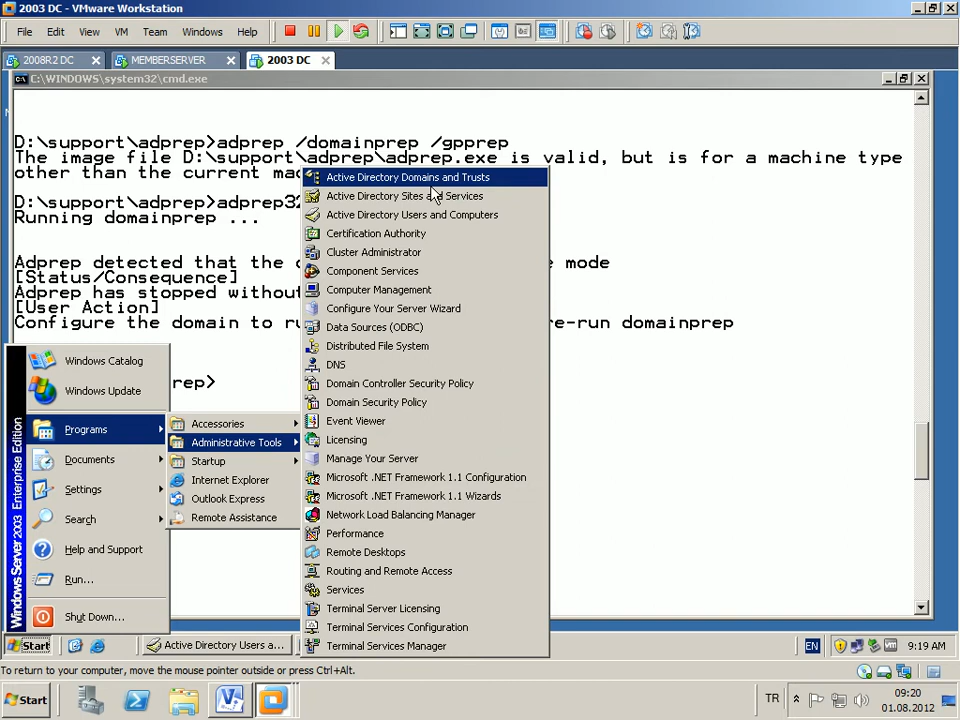 2003 DC - VMware Workstation
File Edit View VM Team Windows Help
2008R2 DC MEMBERSERVER 2003 DC
C:\WINDOWS\system32\cmd.exe
D:\support\adprep>adprep /domainprep /gpprep
The image file D:\support\adprep\adprep.exe is valid, but is for a machine type
other than the current mac
D:\support\adprep>adprep32
Running domainprep ...
Adprep detected that the
e mode
[Status/Consequence]
Adprep has stopped without
[User Action]
Configure the domain to ru
re-run domainprep
rep>
Windows Server 2003 Enterprise Edition
Windows Catalog
Windows Update
Programs
Documents
Settings
Search
Help and Support
Run...
Shut Down...
Accessories
Administrative Tools
Startup
Internet Explorer
Outlook Express
Remote Assistance
Active Directory Domains and Trusts
Active Directory Sites and Services
Active Directory Users and Computers
Certification Authority
Cluster Administrator
Component Services
Computer Management
Configure Your Server Wizard
Data Sources (ODBC)
Distributed File System
DNS
Domain Controller Security Policy
Domain Security Policy
Event Viewer
Licensing
Manage Your Server
Microsoft .NET Framework 1.1 Configuration
Microsoft .NET Framework 1.1 Wizards
Network Load Balancing Manager
Performance
Remote Desktops
Routing and Remote Access
Services
Terminal Server Licensing
Terminal Services Configuration
Terminal Services Manager
Start Active Directory Users a... EN 9:19 AM
To return to your computer, move the mouse pointer outside or press Ctrl+Alt.
Start TR 09:20
01.08.2012